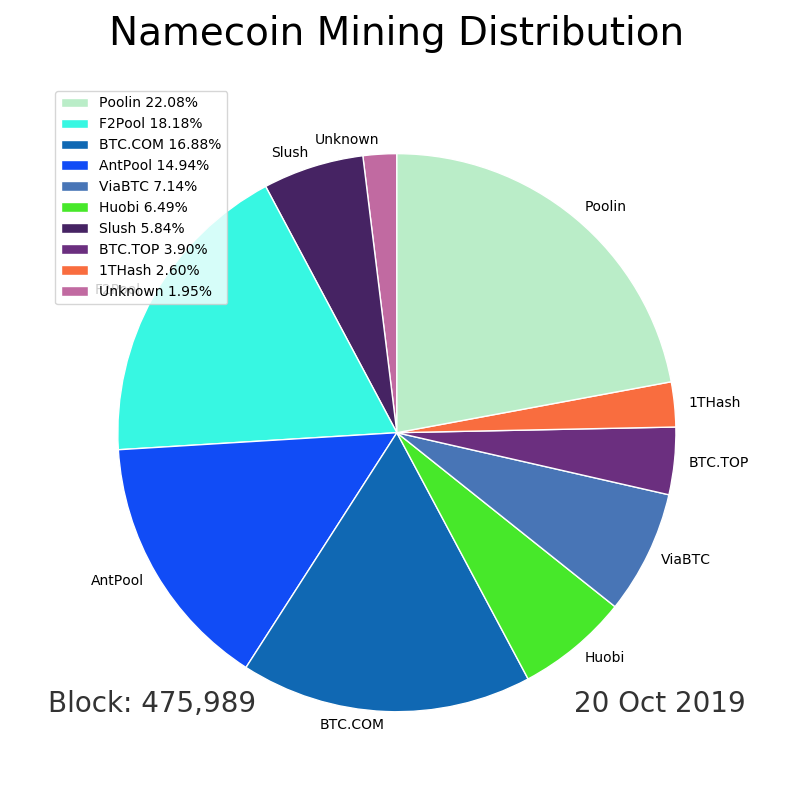 Namecoin Mining Distribution
Poolin 22.08%
F2Pool 18.18%
BTC.COM 16.88%
AntPool 14.94%
ViaBTC 7.14%
Huobi 6.49%
Slush 5.84%
BTC.TOP 3.90%
1THash 2.60%
Unknown 1.95%
Unknown
Slush
Poolin
1THash
BTC.TOP
ViaBTC
AntPool
Huobi
BTC.COM
Block: 475,989
20 Oct 2019